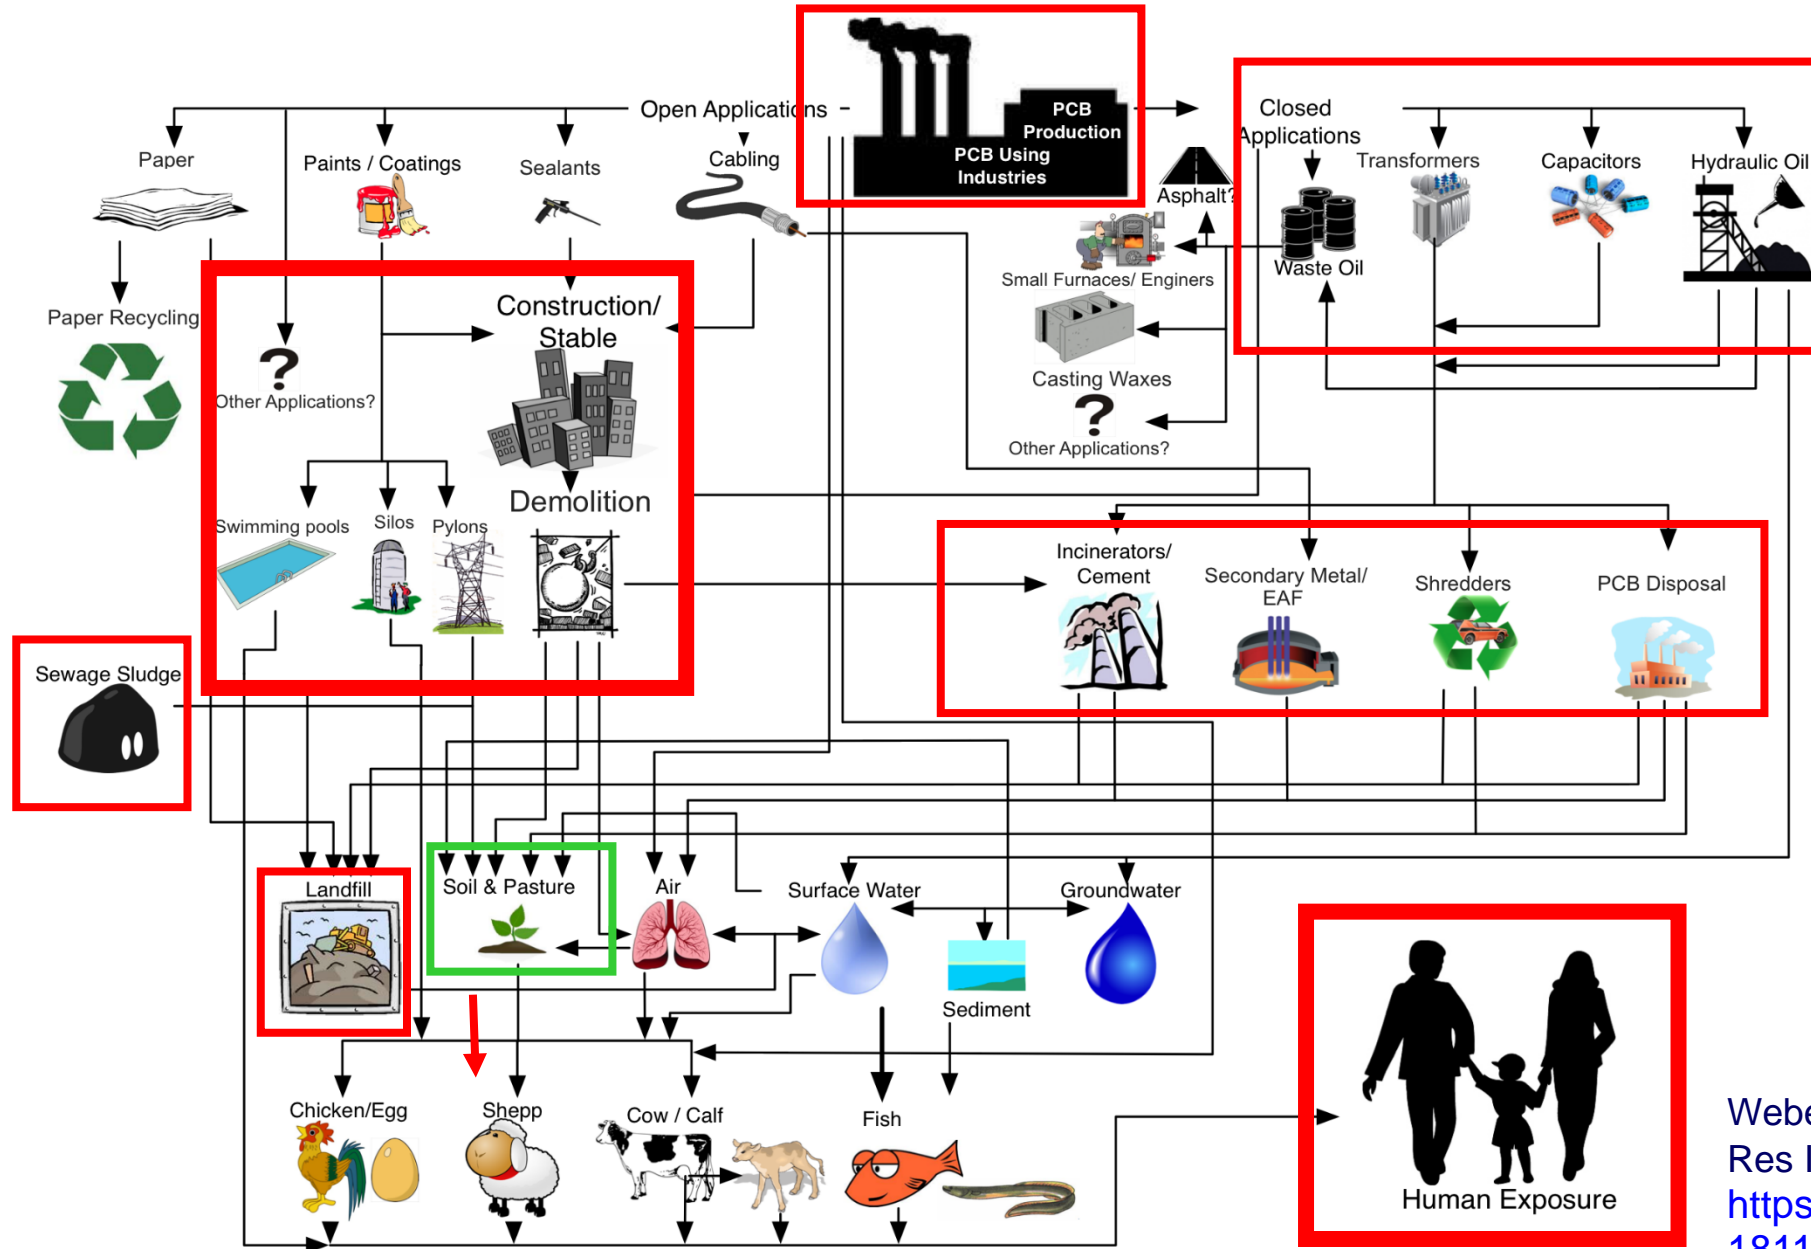 PCB
Production
PCB Using
Industries
Open Applications
Closed
Applications
Paper
Paints / Coatings
Sealants
Cabling
Asphalt?
Transformers
Capacitors
Hydraulic Oil
Waste Oil
Small Furnaces/ Enginers
Paper Recycling
Construction/
Stable
?
Other Applications?
Casting Waxes
?
Other Applications?
Demolition
Swimming pools
Silos
Pylons
Incinerators/
Cement
Secondary Metal/
EAF
Shredders
PCB Disposal
Sewage Sludge
Landfill
Soil & Pasture
Air
Surface Water
Groundwater
Sediment
Chicken/Egg
Shepp
Cow / Calf
Fish
Human Exposure
Webe
Res
https
1811